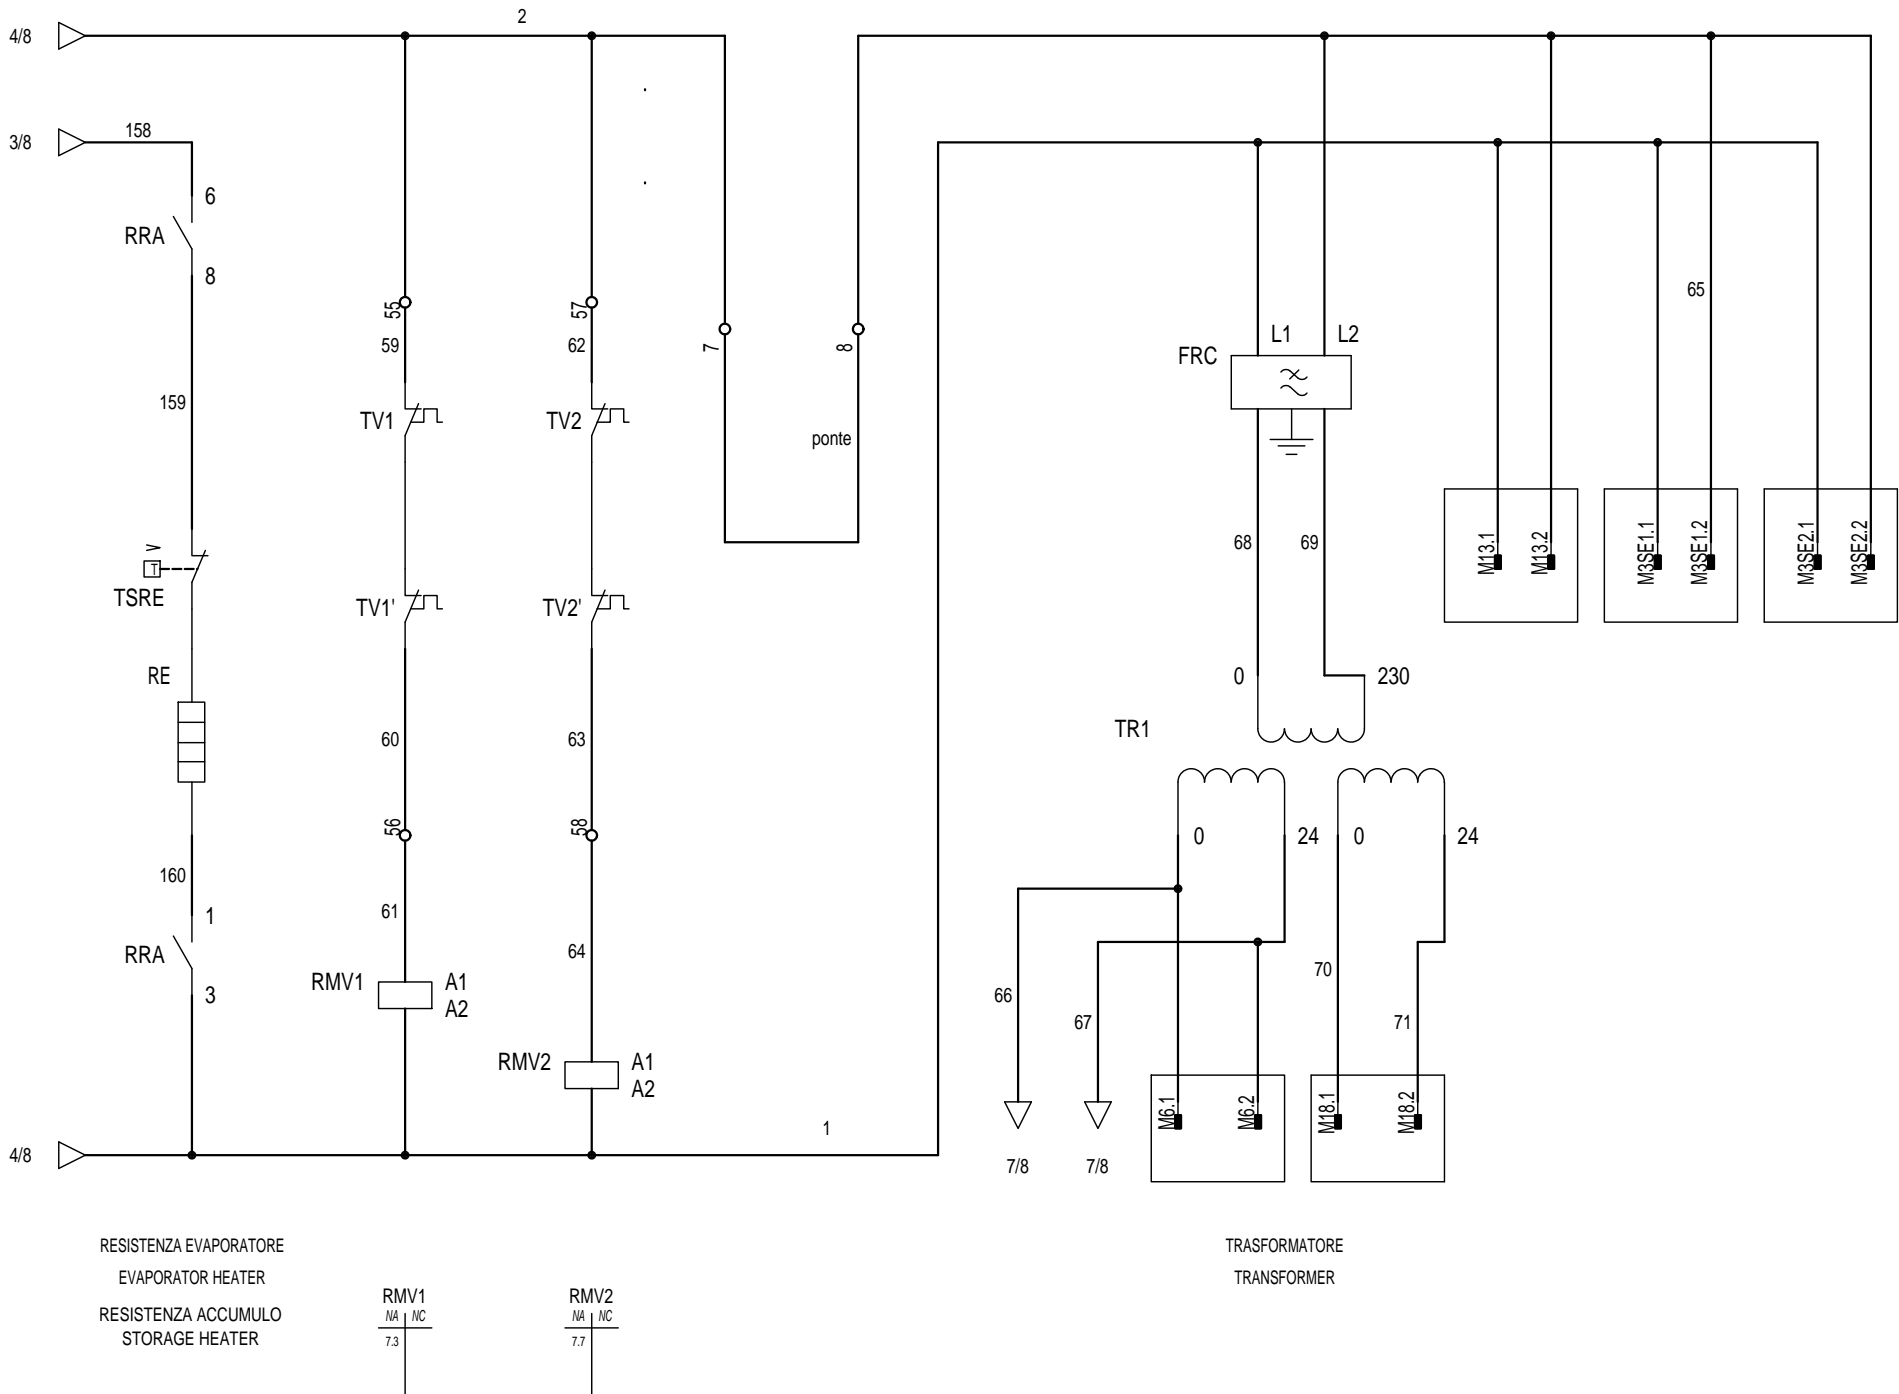 2
4/8
158
3/8
6
RRA
8
65
55
57
59
62
7
8
L1
L2
FRC
159
TV1
TV2
ponte
V
T
TSRE
TV1'
TV2'
68
69
M13.1
M13.2
M3SE1.1
M3SE1.2
M3SE2.1
M3SE2.2
RE
0
230
TR1
60
63
56
58
0
24
0
24
160
61
1
RRA
3
64
RMV1
A1
A2
RMV2
A1
A2
66
67
70
71
M6.1
M6.2
M18.1
M18.2
1
4/8
7/8
7/8
RESISTENZA EVAPORATORE
EVAPORATOR HEATER
RESISTENZA ACCUMULO
STORAGE HEATER
TRASFORMATORE
TRANSFORMER
RMV1
NA NC
7.3
RMV2
NA NC
7.7